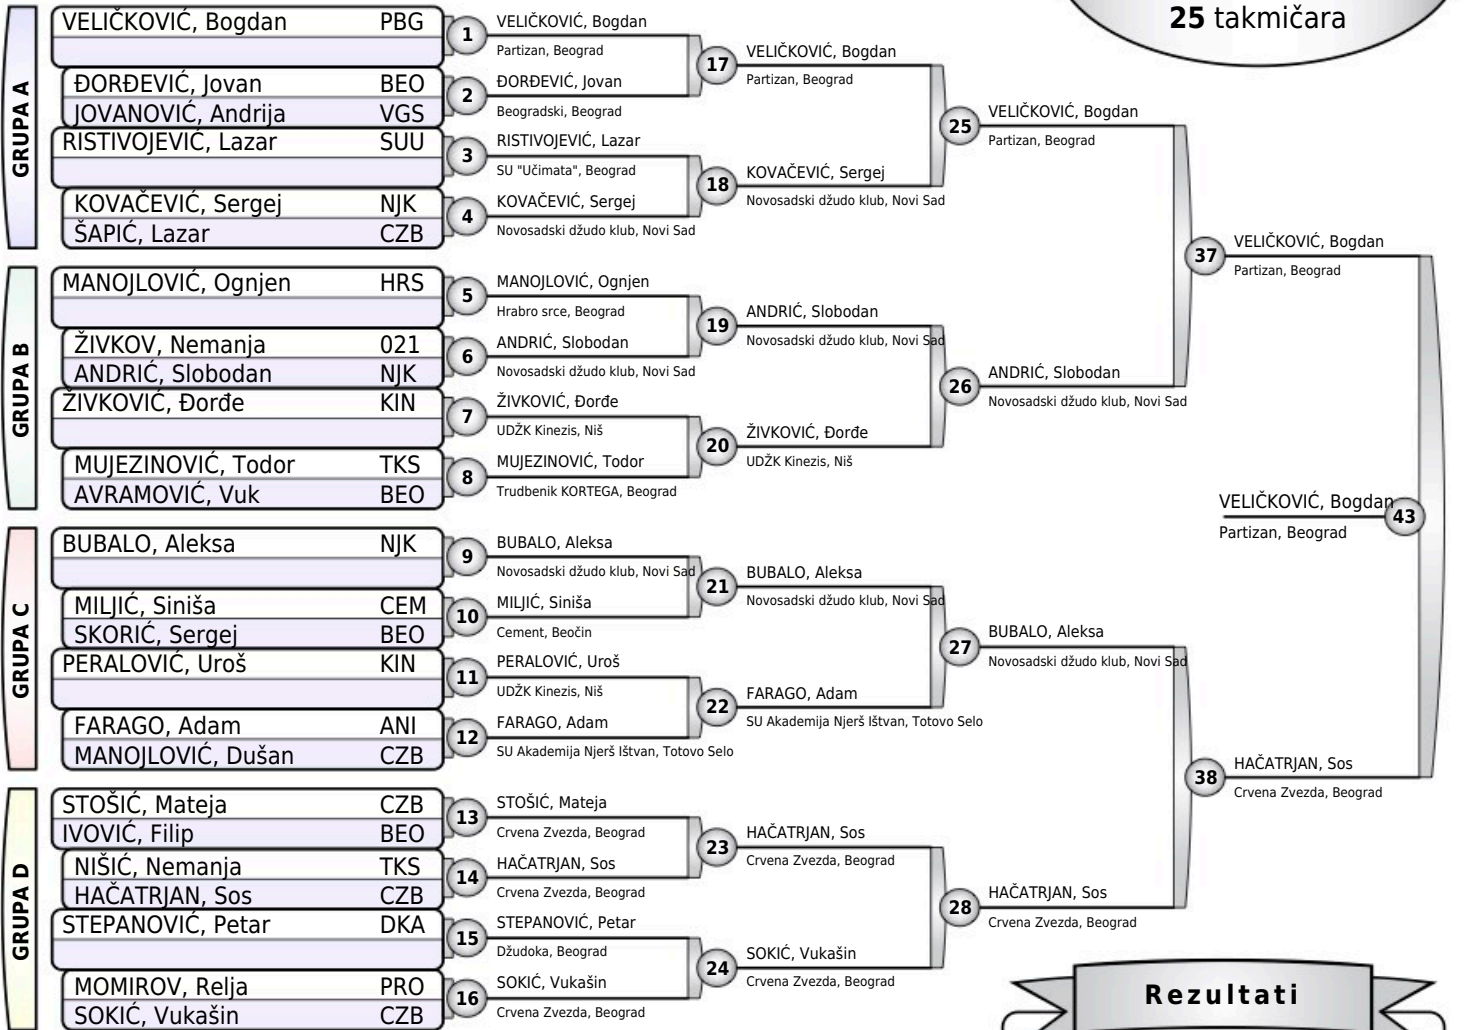 25 takmičara
GRUPA A
VELIČKOVIĆ, Bogdan PBG
ĐORĐEVIĆ, Jovan BEO
JOVANOVIĆ, Andrija VGS
RISTIVOJEVIĆ, Lazar SUU
KOVAČEVIĆ, Sergej NJK
ŠAPIĆ, Lazar CZB
GRUPA B
MANOJLOVIĆ, Ognjen HRS
ŽIVKOV, Nemanja 021
ANDRIĆ, Slobodan NJK
ŽIVKOVIĆ, Đorđe KIN
MUJEZINOVIĆ, Todor TKS
AVRAMOVIĆ, Vuk BEO
GRUPA C
BUBALO, Aleksa NJK
MILJIĆ, Siniša CEM
SKORIĆ, Sergej BEO
PERALOVIĆ, Uroš KIN
FARAGO, Adam ANI
MANOJLOVIĆ, Dušan CZB
GRUPA D
STOŠIĆ, Mateja CZB
IVOVIĆ, Filip BEO
NIŠIĆ, Nemanja TKS
HAČATRJAN, Sos CZB
STEPANOVIĆ, Petar DKA
MOMIROV, Relja PRO
SOKIĆ, Vukašin CZB
1 VELIČKOVIĆ, Bogdan
Partizan, Beograd
2 ĐORĐEVIĆ, Jovan
Beogradski, Beograd
3 RISTIVOJEVIĆ, Lazar
SU "Učimata", Beograd
4 KOVAČEVIĆ, Sergej
Novosadski džudo klub, Novi Sad
5 MANOJLOVIĆ, Ognjen
Hrabro srce, Beograd
6 ANDRIĆ, Slobodan
Novosadski džudo klub, Novi Sad
7 ŽIVKOVIĆ, Đorđe
UDŽK Kinezis, Niš
8 MUJEZINOVIĆ, Todor
Trudbenik KORTEGA, Beograd
9 BUBALO, Aleksa
Novosadski džudo klub, Novi Sad
10 MILJIĆ, Siniša
Cement, Beočin
11 PERALOVIĆ, Uroš
UDŽK Kinezis, Niš
12 FARAGO, Adam
SU Akademija Njerš Ištvan, Totovo Selo
13 STOŠIĆ, Mateja
Crvena Zvezda, Beograd
14 HAČATRJAN, Sos
Crvena Zvezda, Beograd
15 STEPANOVIĆ, Petar
Džudoka, Beograd
16 SOKIĆ, Vukašin
Crvena Zvezda, Beograd
17 VELIČKOVIĆ, Bogdan
Partizan, Beograd
18 KOVAČEVIĆ, Sergej
Novosadski džudo klub, Novi Sad
19 ANDRIĆ, Slobodan
Novosadski džudo klub, Novi Sad
20 ŽIVKOVIĆ, Đorđe
UDŽK Kinezis, Niš
21 BUBALO, Aleksa
Novosadski džudo klub, Novi Sad
22 FARAGO, Adam
SU Akademija Njerš Ištvan, Totovo Selo
23 HAČATRJAN, Sos
Crvena Zvezda, Beograd
24 SOKIĆ, Vukašin
Crvena Zvezda, Beograd
25 VELIČKOVIĆ, Bogdan
Partizan, Beograd
26 ANDRIĆ, Slobodan
Novosadski džudo klub, Novi Sad
27 BUBALO, Aleksa
Novosadski džudo klub, Novi Sad
28 HAČATRJAN, Sos
Crvena Zvezda, Beograd
37 VELIČKOVIĆ, Bogdan
Partizan, Beograd
38 HAČATRJAN, Sos
Crvena Zvezda, Beograd
VELIČKOVIĆ, Bogdan 43
Partizan, Beograd
Rezultati